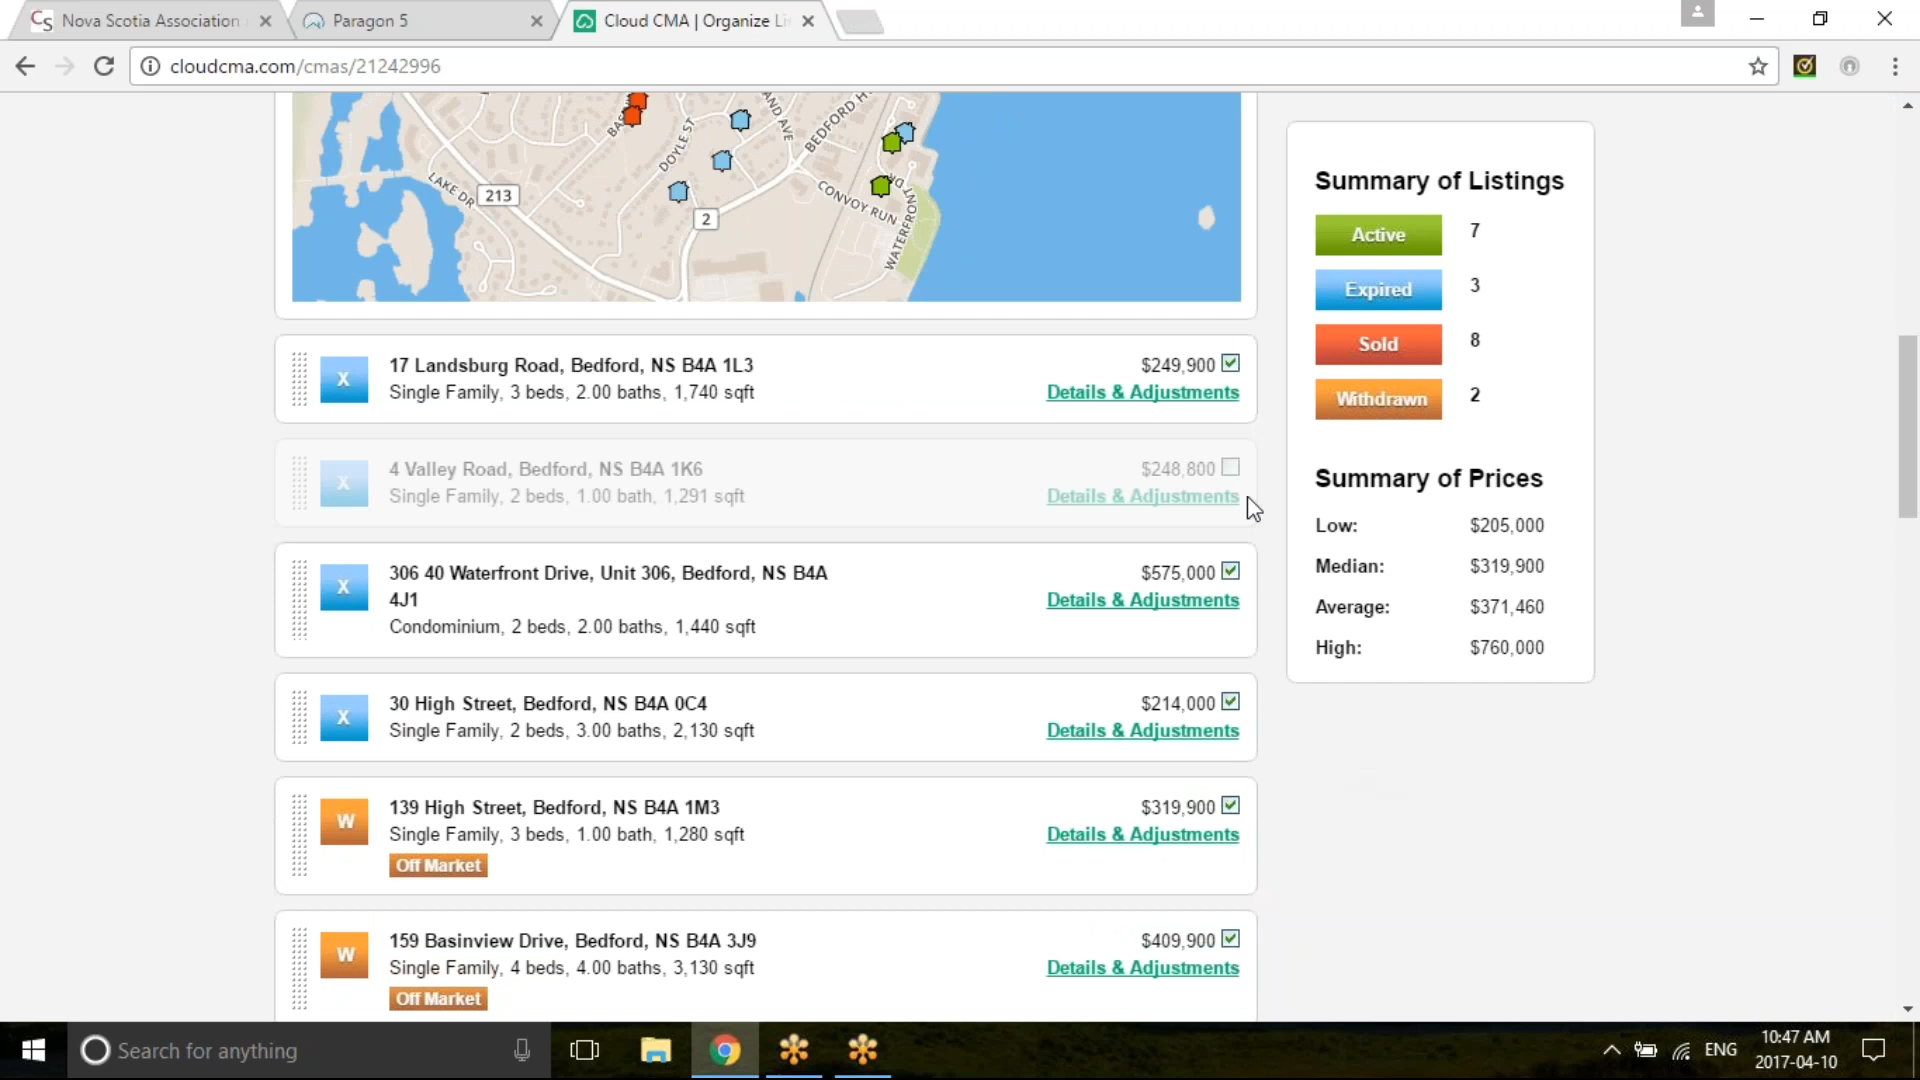 Nova Scotia Association
Paragon 5
Cloud CMA | Organize Li
cloudcma.com/cmas/21242996
213
2
LAKE DR
DOYLE ST
BEDFORD H
CONVOY RUN
WATERFRONT DR
Summary of Listings
Active 7
Expired 3
Sold 8
Withdrawn 2
Summary of Prices
Low: $205,000
Median: $319,900
Average: $371,460
High: $760,000
X
17 Landsburg Road, Bedford, NS B4A 1L3
$249,900
Single Family, 3 beds, 2.00 baths, 1,740 sqft
Details & Adjustments
X
4 Valley Road, Bedford, NS B4A 1K6
$248,800
Single Family, 2 beds, 1.00 bath, 1,291 sqft
Details & Adjustments
X
306 40 Waterfront Drive, Unit 306, Bedford, NS B4A
4J1
$575,000
Condominium, 2 beds, 2.00 baths, 1,440 sqft
Details & Adjustments
X
30 High Street, Bedford, NS B4A 0C4
$214,000
Single Family, 2 beds, 3.00 baths, 2,130 sqft
Details & Adjustments
W
139 High Street, Bedford, NS B4A 1M3
$319,900
Single Family, 3 beds, 1.00 bath, 1,280 sqft
Details & Adjustments
Off Market
W
159 Basinview Drive, Bedford, NS B4A 3J9
$409,900
Single Family, 4 beds, 4.00 baths, 3,130 sqft
Details & Adjustments
Off Market
Search for anything
ENG
10:47 AM
2017-04-10